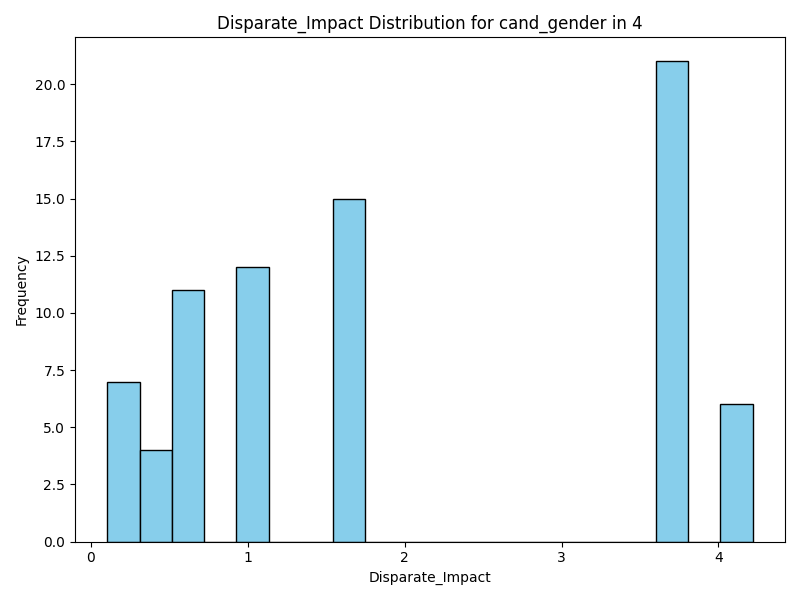 Disparate_Impact Distribution for cand_gender in 4
Frequency
20.0
17.5
15.0
12.5
10.0
7.5
5.0
2.5
0.0
0 1 2 3 4
Disparate_Impact